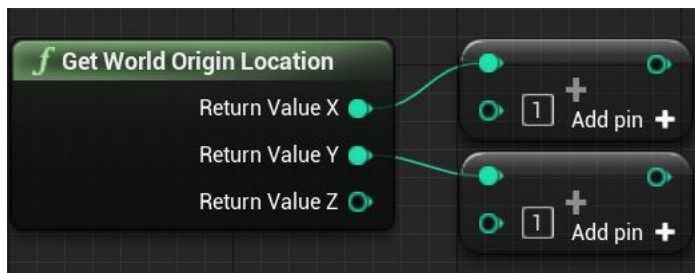 f Get World Origin Location
Return Value X
Return Value Y
Return Value Z
+
1
Add pin +
+
1
Add pin +